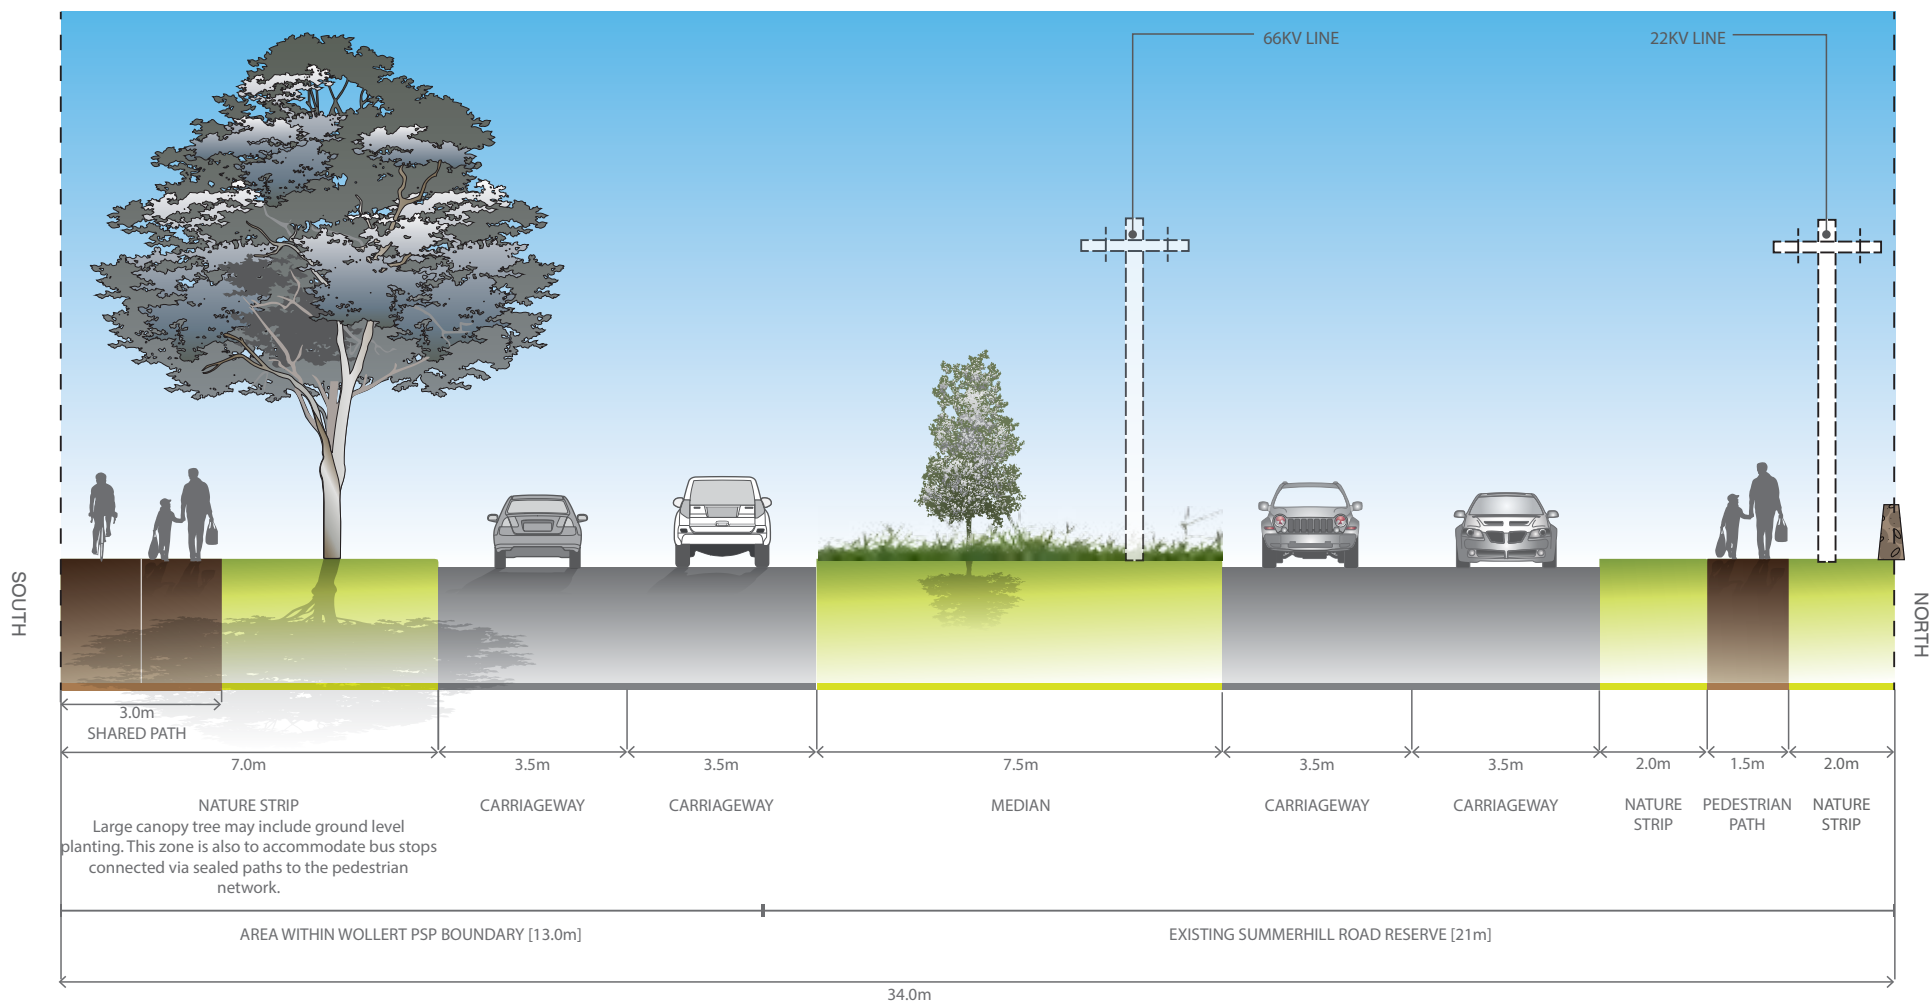 66KV LINE
22KV LINE
SOUTH
NORTH
3.0m
SHARED PATH
7.0m
3.5m
3.5m
7.5m
3.5m
3.5m
2.0m
1.5m
2.0m
NATURE STRIP
Large canopy tree may include ground level
planting. This zone is also to accommodate bus stops
connected via sealed paths to the pedestrian
network.
CARRIAGEWAY
CARRIAGEWAY
MEDIAN
CARRIAGEWAY
CARRIAGEWAY
NATURE
STRIP
PEDESTRIAN
PATH
NATURE
STRIP
AREA WITHIN WOLLERT PSP BOUNDARY [13.0m]
EXISTING SUMMERHILL ROAD RESERVE [21m]
34.0m